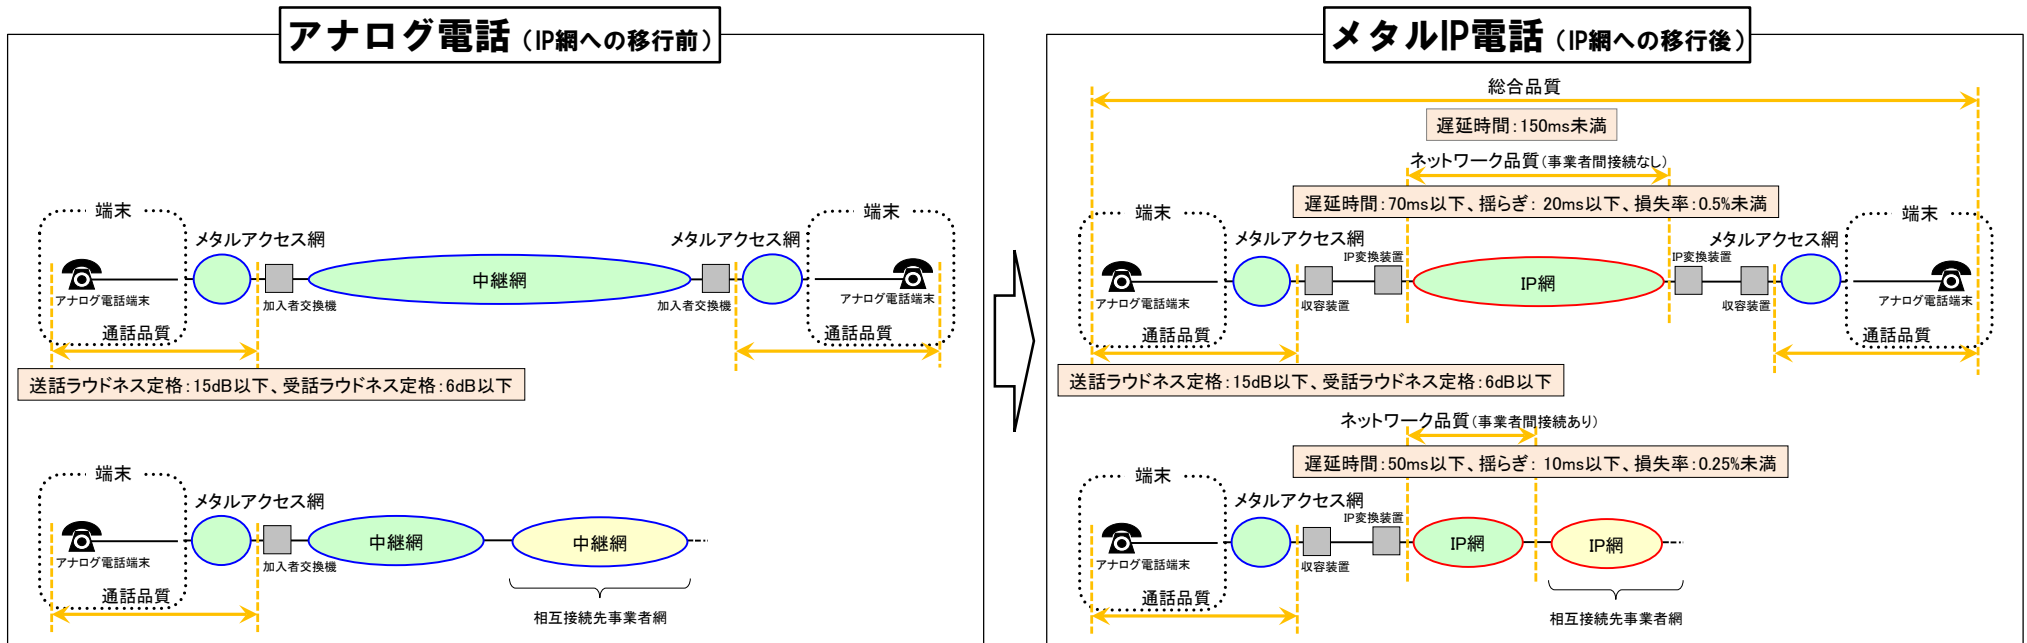 アナログ電話（IP網への移行前）
端末
メタルアクセス網
メタルアクセス網
端末
中継網
アナログ電話端末
加入者交換機
加入者交換機
アナログ電話端末
通話品質
通話品質
送話ラウドネス定格：15dB以下、受話ラウドネス定格：6dB以下
端末
メタルアクセス網
中継網
中継網
アナログ電話端末
加入者交換機
通話品質
相互接続先事業者網
メタルIP電話（IP網への移行後）
総合品質
遅延時間：150ms未満
ネットワーク品質（事業者間接続なし）
遅延時間：70ms以下、揺らぎ：20ms以下、損失率：0.5%未満
端末
端末
メタルアクセス網
メタルアクセス網
IP変換装置
IP変換装置
IP網
アナログ電話端末
収容装置
収容装置
アナログ電話端末
通話品質
通話品質
送話ラウドネス定格：15dB以下、受話ラウドネス定格：6dB以下
ネットワーク品質（事業者間接続あり）
遅延時間：50ms以下、揺らぎ：10ms以下、損失率：0.25%未満
端末
メタルアクセス網
IP変換装置
IP網
IP網
アナログ電話端末
収容装置
通話品質
相互接続先事業者網